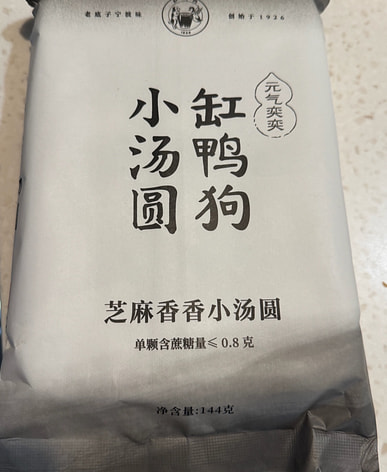 老底子宁波味
创始于1926
1926
元气奕奕
缸鸭狗
小汤圆
芝麻香香小汤圆
单颗含蔗糖量≤0.8克
净含量:144克